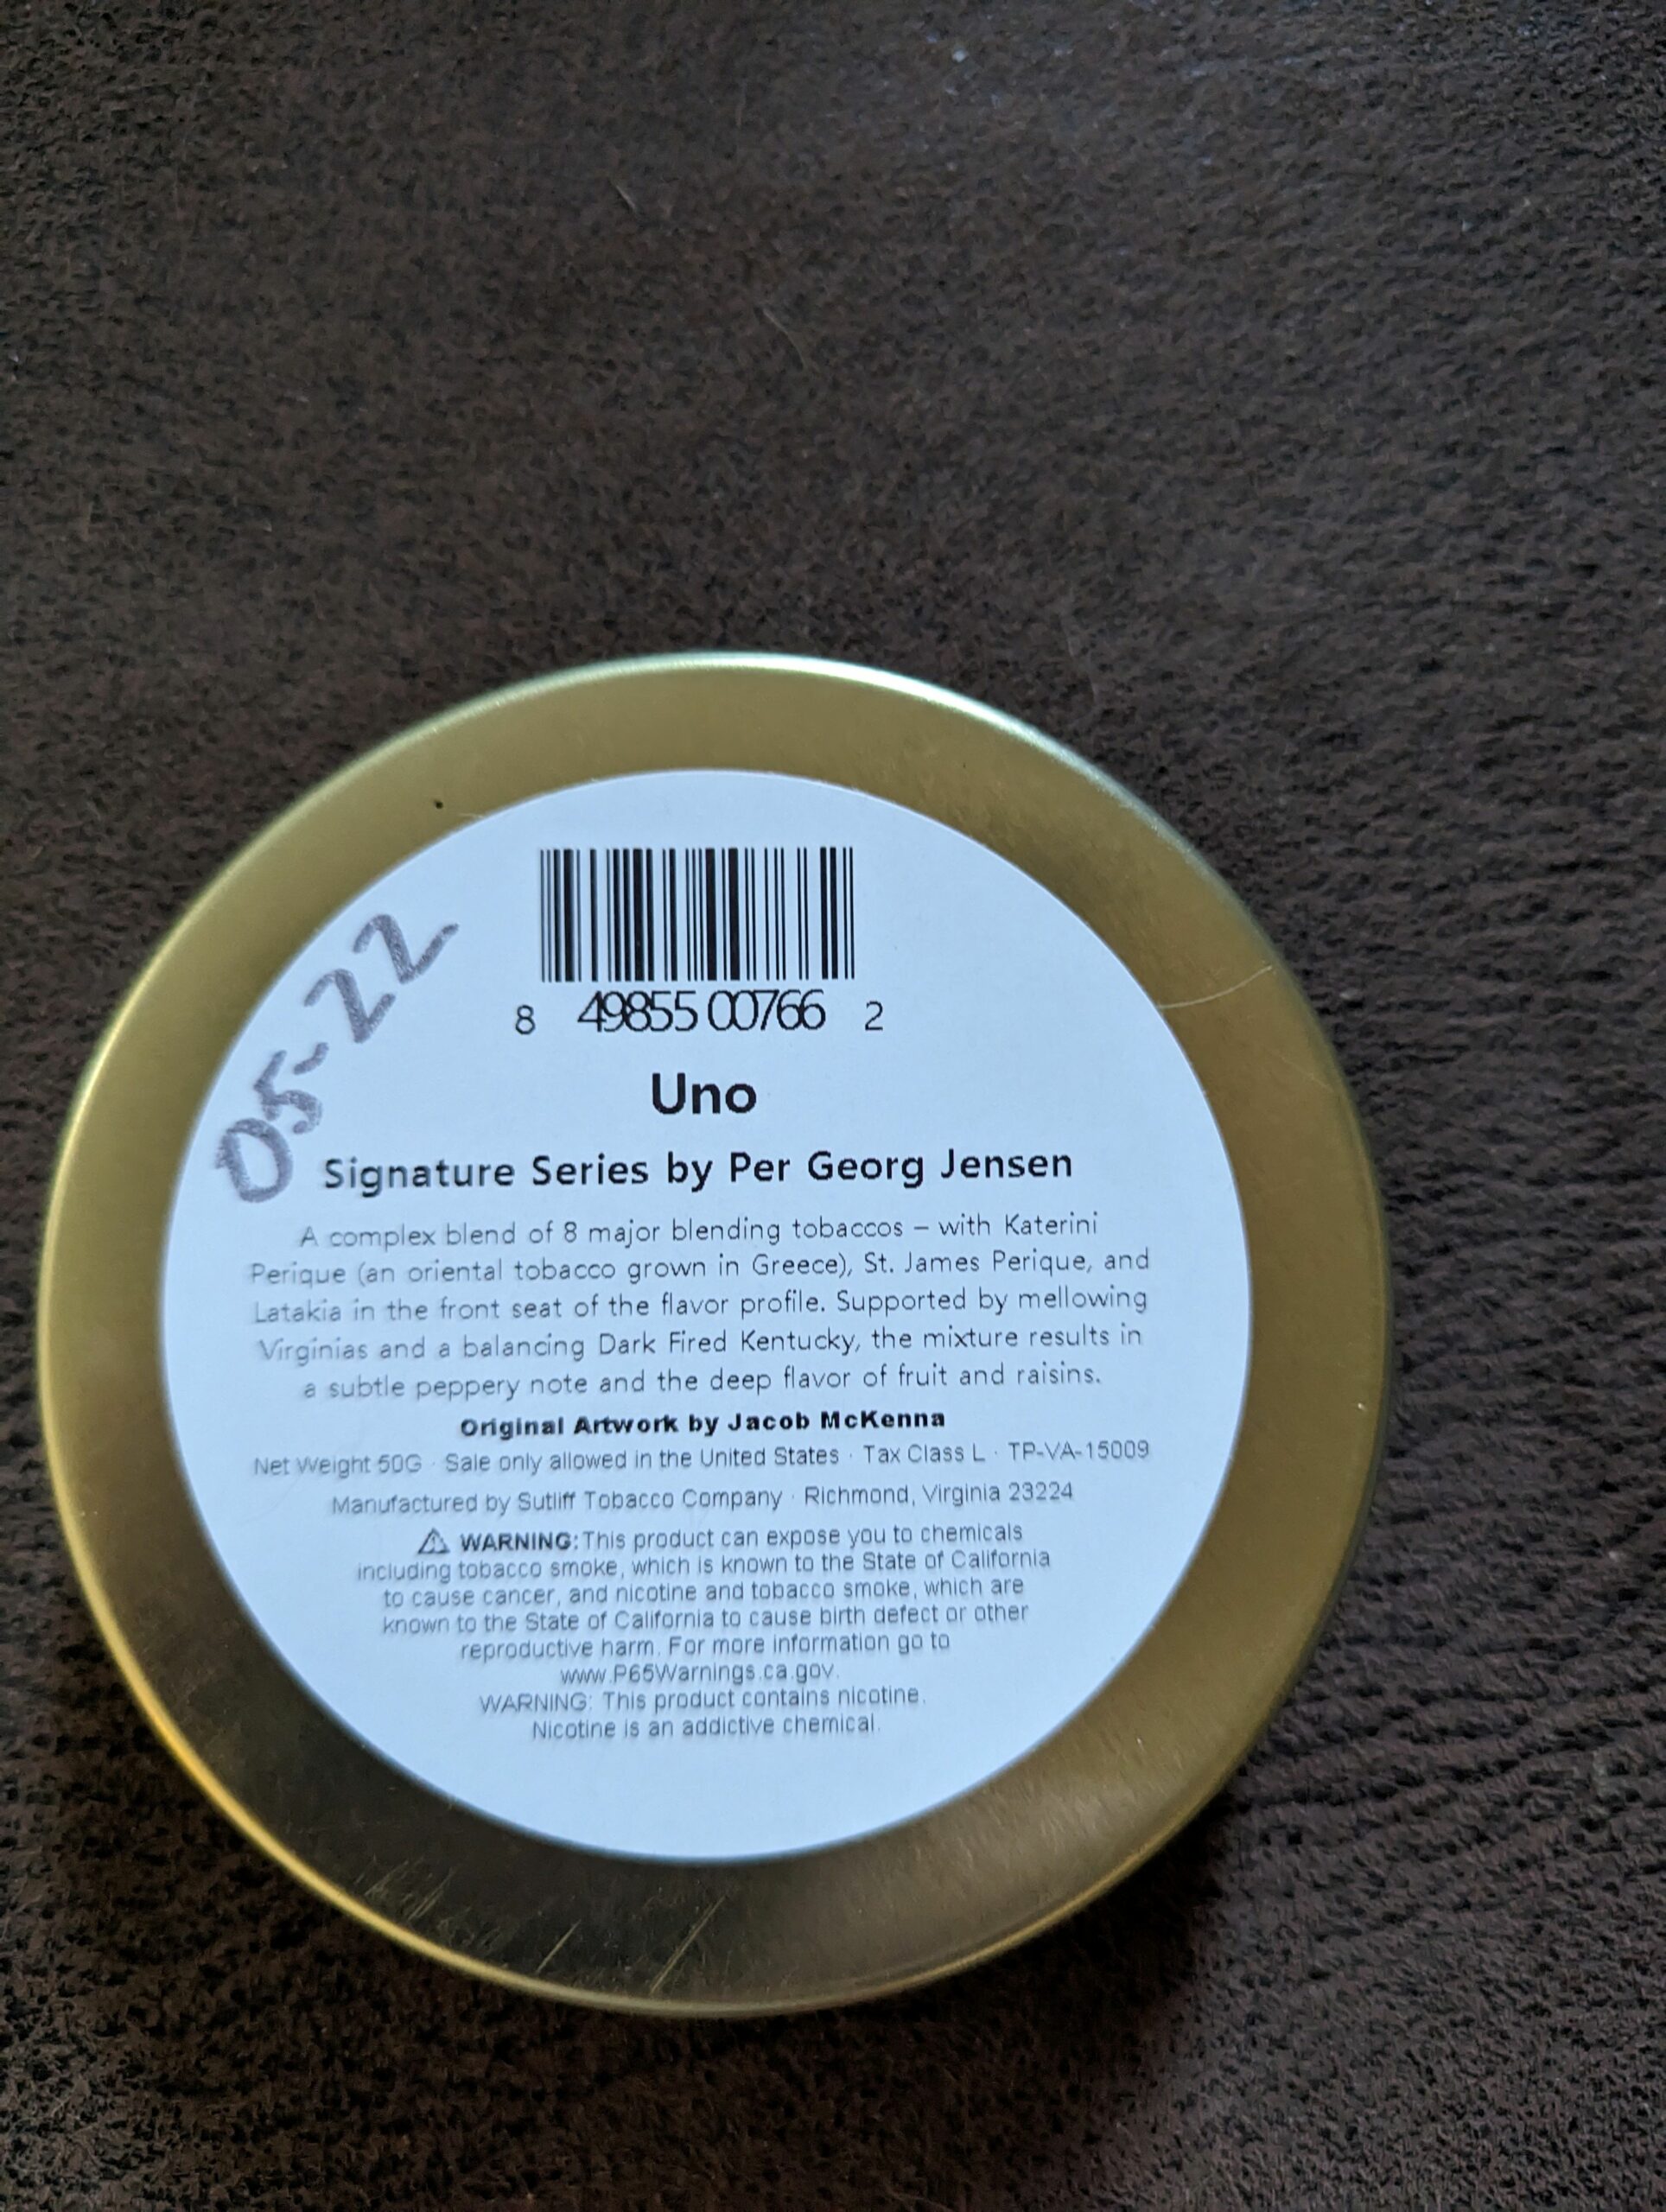 05-22
8 49855 00766 2
Uno
Signature Series by Per Georg Jensen
A complex blend of 8 major blending tobaccos – with Katerini
Perique (an oriental tobacco grown in Greece), St. James Perique, and
Latakia in the front seat of the flavor profile. Supported by mellowing
Virginias and a balancing Dark Fired Kentucky, the mixture results in
a subtle peppery note and the deep flavor of fruit and raisins.
Original Artwork by Jacob McKenna
Net Weight 50G · Sale only allowed in the United States · Tax Class L · TP-VA-15009
Manufactured by Sutliff Tobacco Company · Richmond, Virginia 23224
⚠ WARNING: This product can expose you to chemicals
including tobacco smoke, which is known to the State of California
to cause cancer, and nicotine and tobacco smoke, which are
known to the State of California to cause birth defect or other
reproductive harm. For more information go to
www.P65Warnings.ca.gov.
WARNING: This product contains nicotine.
Nicotine is an addictive chemical.